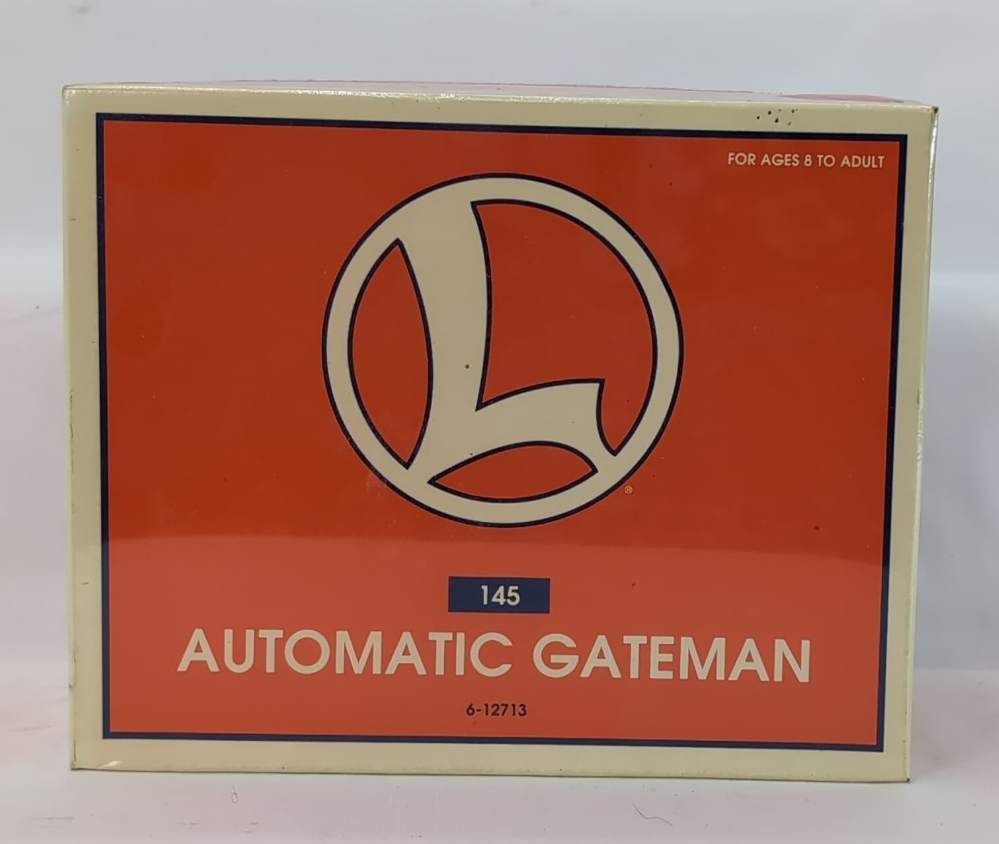 FOR AGES 8 TO ADULT
L
®
145
AUTOMATIC GATEMAN
6-12713